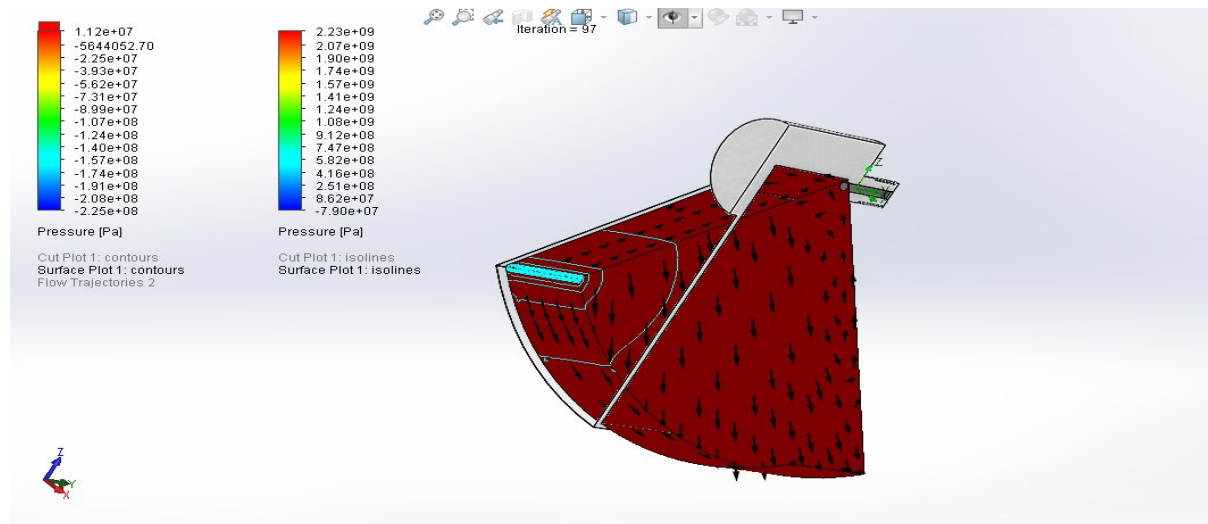 Iteration = 97
1.12e+07
-5644052.70
-2.25e+07
-3.93e+07
-5.62e+07
-7.31e+07
-8.99e+07
-1.07e+08
-1.24e+08
-1.40e+08
-1.57e+08
-1.74e+08
-1.91e+08
-2.08e+08
-2.25e+08
Pressure [Pa]
Cut Plot 1: contours
Surface Plot 1: contours
Flow Trajectories 2
2.23e+09
2.07e+09
1.90e+09
1.74e+09
1.57e+09
1.41e+09
1.24e+09
1.08e+09
9.12e+08
7.47e+08
5.82e+08
4.16e+08
2.51e+08
8.62e+07
-7.90e+07
Pressure [Pa]
Cut Plot 1: isolines
Surface Plot 1: isolines
Z
Z
Y
X